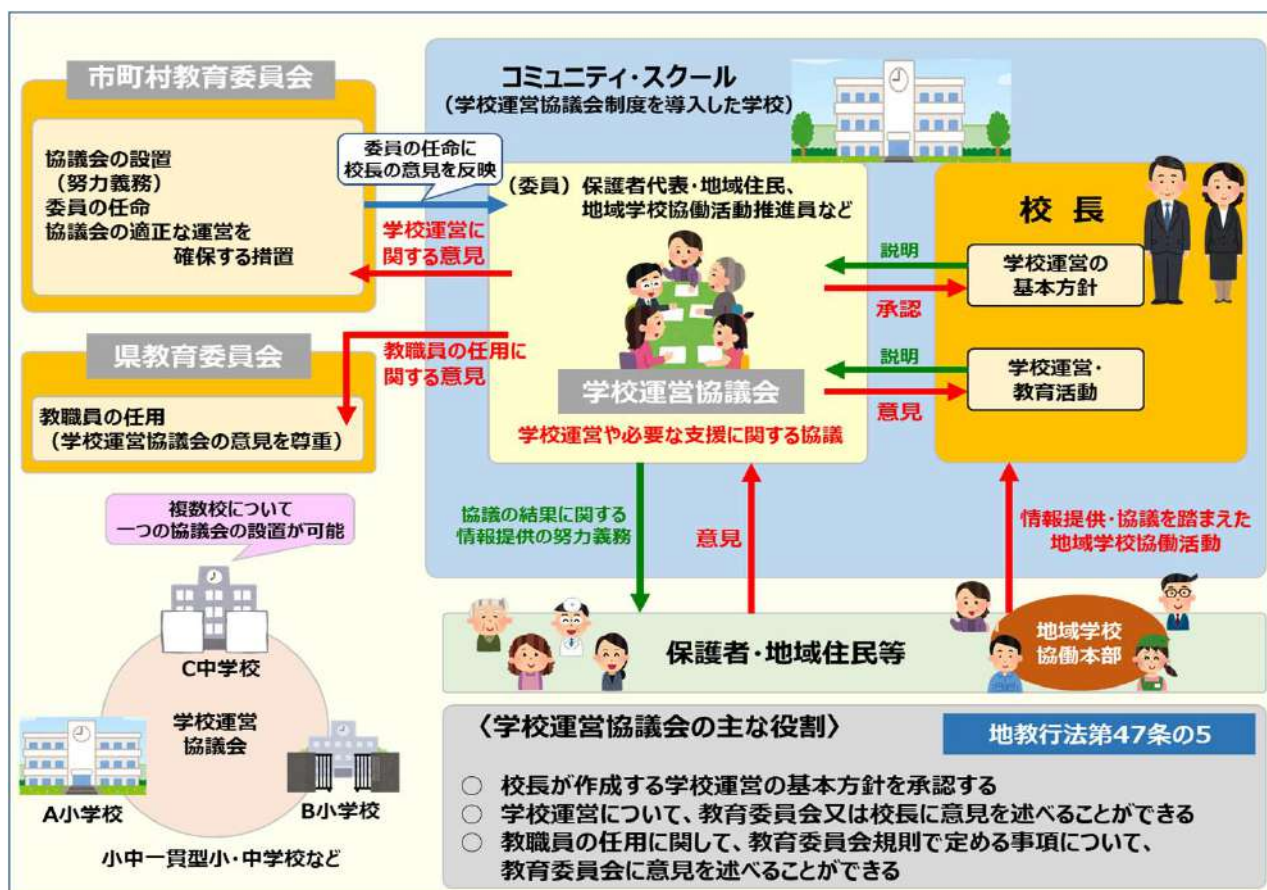 市町村教育委員会
協議会の設置
(努力義務)
委員の任命
協議会の適正な運営を
確保する措置
委員の任命に
校長の意見を反映
学校運営に
関する意見
県教育委員会
教職員の任用
(学校運営協議会の意見を尊重)
教職員の任用に
関する意見
コミュニティ・スクール
(学校運営協議会制度を導入した学校)
(委員)保護者代表・地域住民、
地域学校協働活動推進員など
学校運営協議会
学校運営や必要な支援に関する協議
校長
説明
学校運営の
基本方針
承認
説明
学校運営・
教育活動
意見
協議の結果に関する
情報提供の努力義務
意見
情報提供・協議を踏まえた
地域学校協働活動
保護者・地域住民等
地域学校
協働本部
複数校について
一つの協議会の設置が可能
C中学校
学校運営
協議会
A小学校
B小学校
小中一貫型小・中学校など
〈学校運営協議会の主な役割〉
地教行法第47条の5
○ 校長が作成する学校運営の基本方針を承認する
○ 学校運営について、教育委員会又は校長に意見を述べることができる
○ 教職員の任用に関して、教育委員会規則で定める事項について、
教育委員会に意見を述べることができる